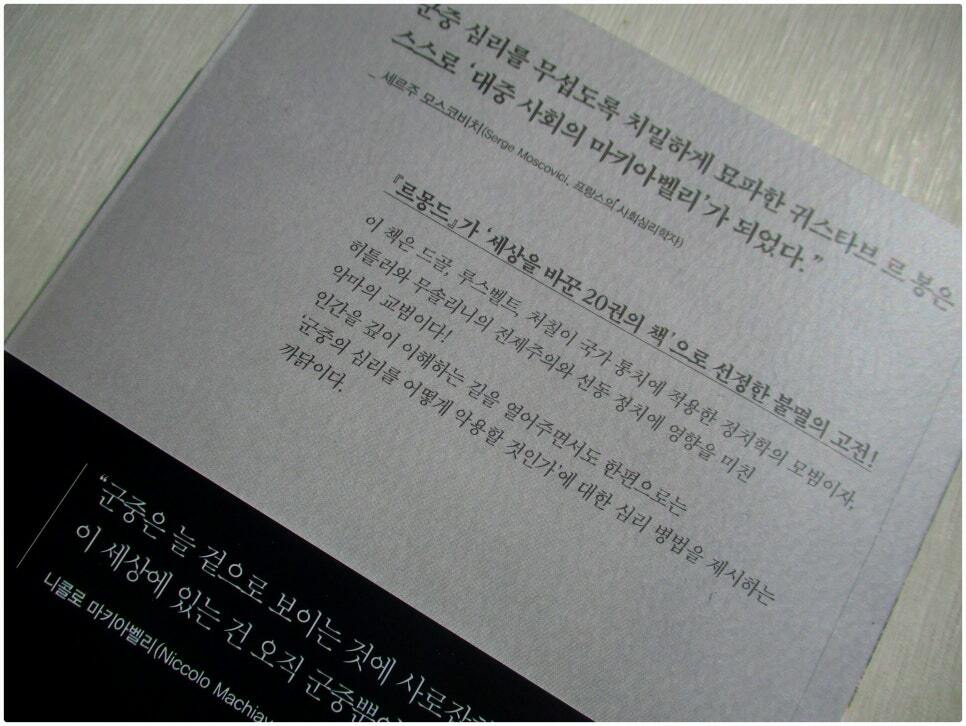 군중 심리를 무섭도록 치밀하게 묘파한 귀스타브 르 봉은
스스로 ‘대중 사회의 마키아벨리’가 되었다.”
_ 세르주 모스코비치(Serge Moscovici, 프랑스의 사회심리학자)
『르몽드』가 ‘세상을 바꾼 20권의 책’으로 선정한 불멸의 고전!
이 책은 드골, 루스벨트, 처칠이 국가 통치에 적용한 정치학의 모범이자,
히틀러와 무솔리니의 전제주의와 선동 정치에 영향을 미친
악마의 교범이다!
인간을 깊이 이해하는 길을 열어주면서도 한편으로는
‘군중의 심리를 어떻게 악용할 것인가’에 대한 심리 병법을 제시하는
까닭이다.
“군중은 늘 겉으로 보이는 것에 사로잡
이 세상에 있는 건 오직 군중뿐
니콜로 마키아벨리(Niccolo Machiav